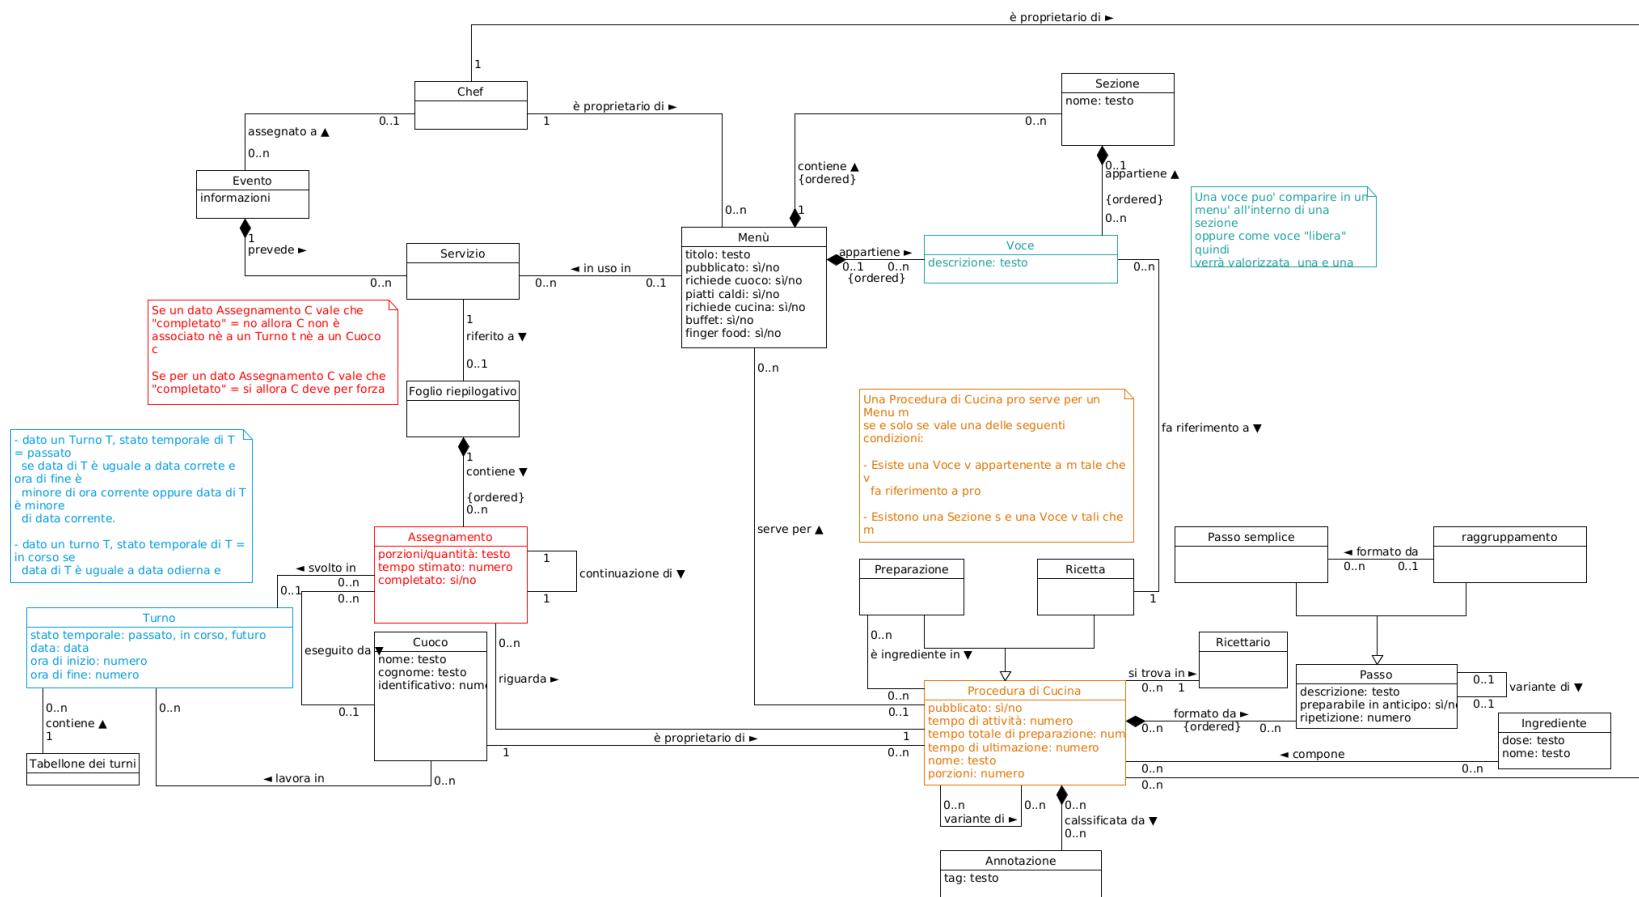 è proprietario di ►
1
Chef
0..1
1
è proprietario di ►
assegnato a ▲
0..n
Evento
informazioni
1
prevede ►
0..n
Servizio
◄ in uso in
0..n
0..1
0..n
Menù
titolo: testo
pubblicato: sì/no
richiede cuoco: sì/no
piatti caldi: sì/no
richiede cucina: sì/no
buffet: sì/no
finger food: sì/no
Sezione
nome: testo
0..n
contiene ▲
{ordered}
1
0..1
appartiene ▲
{ordered}
0..n
appartiene ►
0..1
0..n
{ordered}
Voce
descrizione: testo
0..n
Una voce puo' comparire in un
menu' all'interno di una
sezione
oppure come voce "libera"
quindi
verrà valorizzata una e una
Se un dato Assegnamento C vale che
"completato" = no allora C non è
associato nè a un Turno t nè a un Cuoco
c
Se per un dato Assegnamento C vale che
"completato" = si allora C deve per forza
1
riferito a ▼
0..1
Foglio riepilogativo
1
contiene ▼
{ordered}
0..n
- dato un Turno T, stato temporale di T
= passato
se data di T è uguale a data correte e
ora di fine è
minore di ora corrente oppure data di T
è minore
di data corrente.
- dato un turno T, stato temporale di T =
in corso se
data di T è uguale a data odierna e
Assegnamento
porzioni/quantità: testo
tempo stimato: numero
completato: si/no
1
continuazione di ▼
1
◄ svolto in
0..n
0..1
0..n
eseguito da ▼
0..1
0..n
riguarda ►
1
0..n
serve per ▲
0..1
Una Procedura di Cucina pro serve per un
Menu m
se e solo se vale una delle seguenti
condizioni:
- Esiste una Voce v appartenente a m tale che
v
fa riferimento a pro
- Esistono una Sezione s e una Voce v tali che
m
fa riferimento a ▼
1
Preparazione
Ricetta
0..n
è ingrediente in ▼
0..n
Passo semplice
◄ formato da
0..n
0..1
raggruppamento
Turno
stato temporale: passato, in corso, futuro
data: data
ora di inizio: numero
ora di fine: numero
0..n
contiene ▲
1
Tabellone dei turni
0..n
◄ lavora in
0..n
Cuoco
nome: testo
cognome: testo
identificativo: nume
è proprietario di ►
1
0..n
Procedura di Cucina
pubblicato: sì/no
tempo di attività: numero
tempo totale di preparazione: num
tempo di ultimazione: numero
nome: testo
porzioni: numero
Ricettario
si trova in ►
0..n
1
formato da ►
0..n
{ordered}
0..n
Passo
descrizione: testo
preparabile in anticipo: sì/no
ripetizione: numero
0..1
variante di ▼
0..1
Ingrediente
dose: testo
nome: testo
◄ compone
0..n
0..n
0..n
0..n
0..n
variante di ►
0..n
calssificata da ▼
0..n
Annotazione
tag: testo